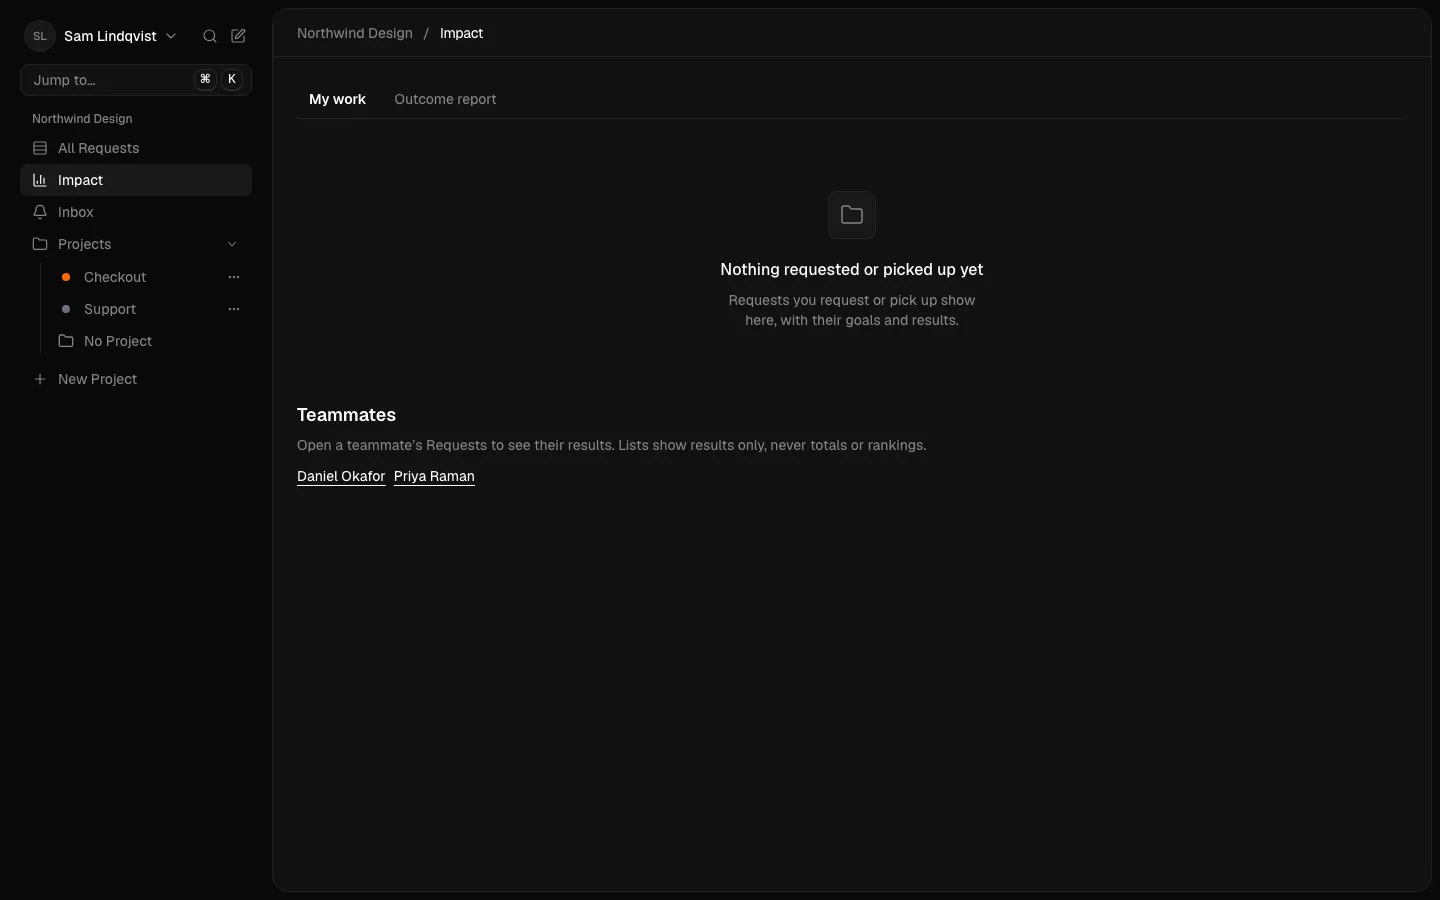 SL Sam Lindqvist
Jump to... ⌘ K
Northwind Design
All Requests
Impact
Inbox
Projects
Checkout
Support
No Project
New Project
Northwind Design / Impact
My work Outcome report
Nothing requested or picked up yet
Requests you request or pick up show
here, with their goals and results.
Teammates
Open a teammate's Requests to see their results. Lists show results only, never totals or rankings.
Daniel Okafor Priya Raman